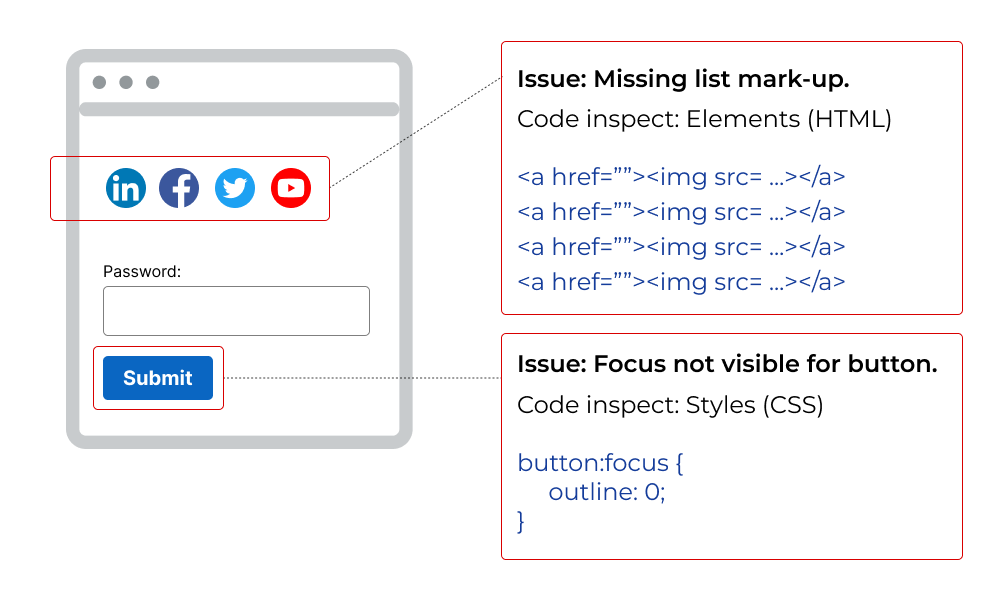 in
Password:
Submit
Issue: Missing list mark-up.
Code inspect: Elements (HTML)
<a href=””><img src= ...></a>
<a href=””><img src= ...></a>
<a href=””><img src= ...></a>
<a href=””><img src= ...></a>
Issue: Focus not visible for button.
Code inspect: Styles (CSS)
button:focus {
outline: 0;
}